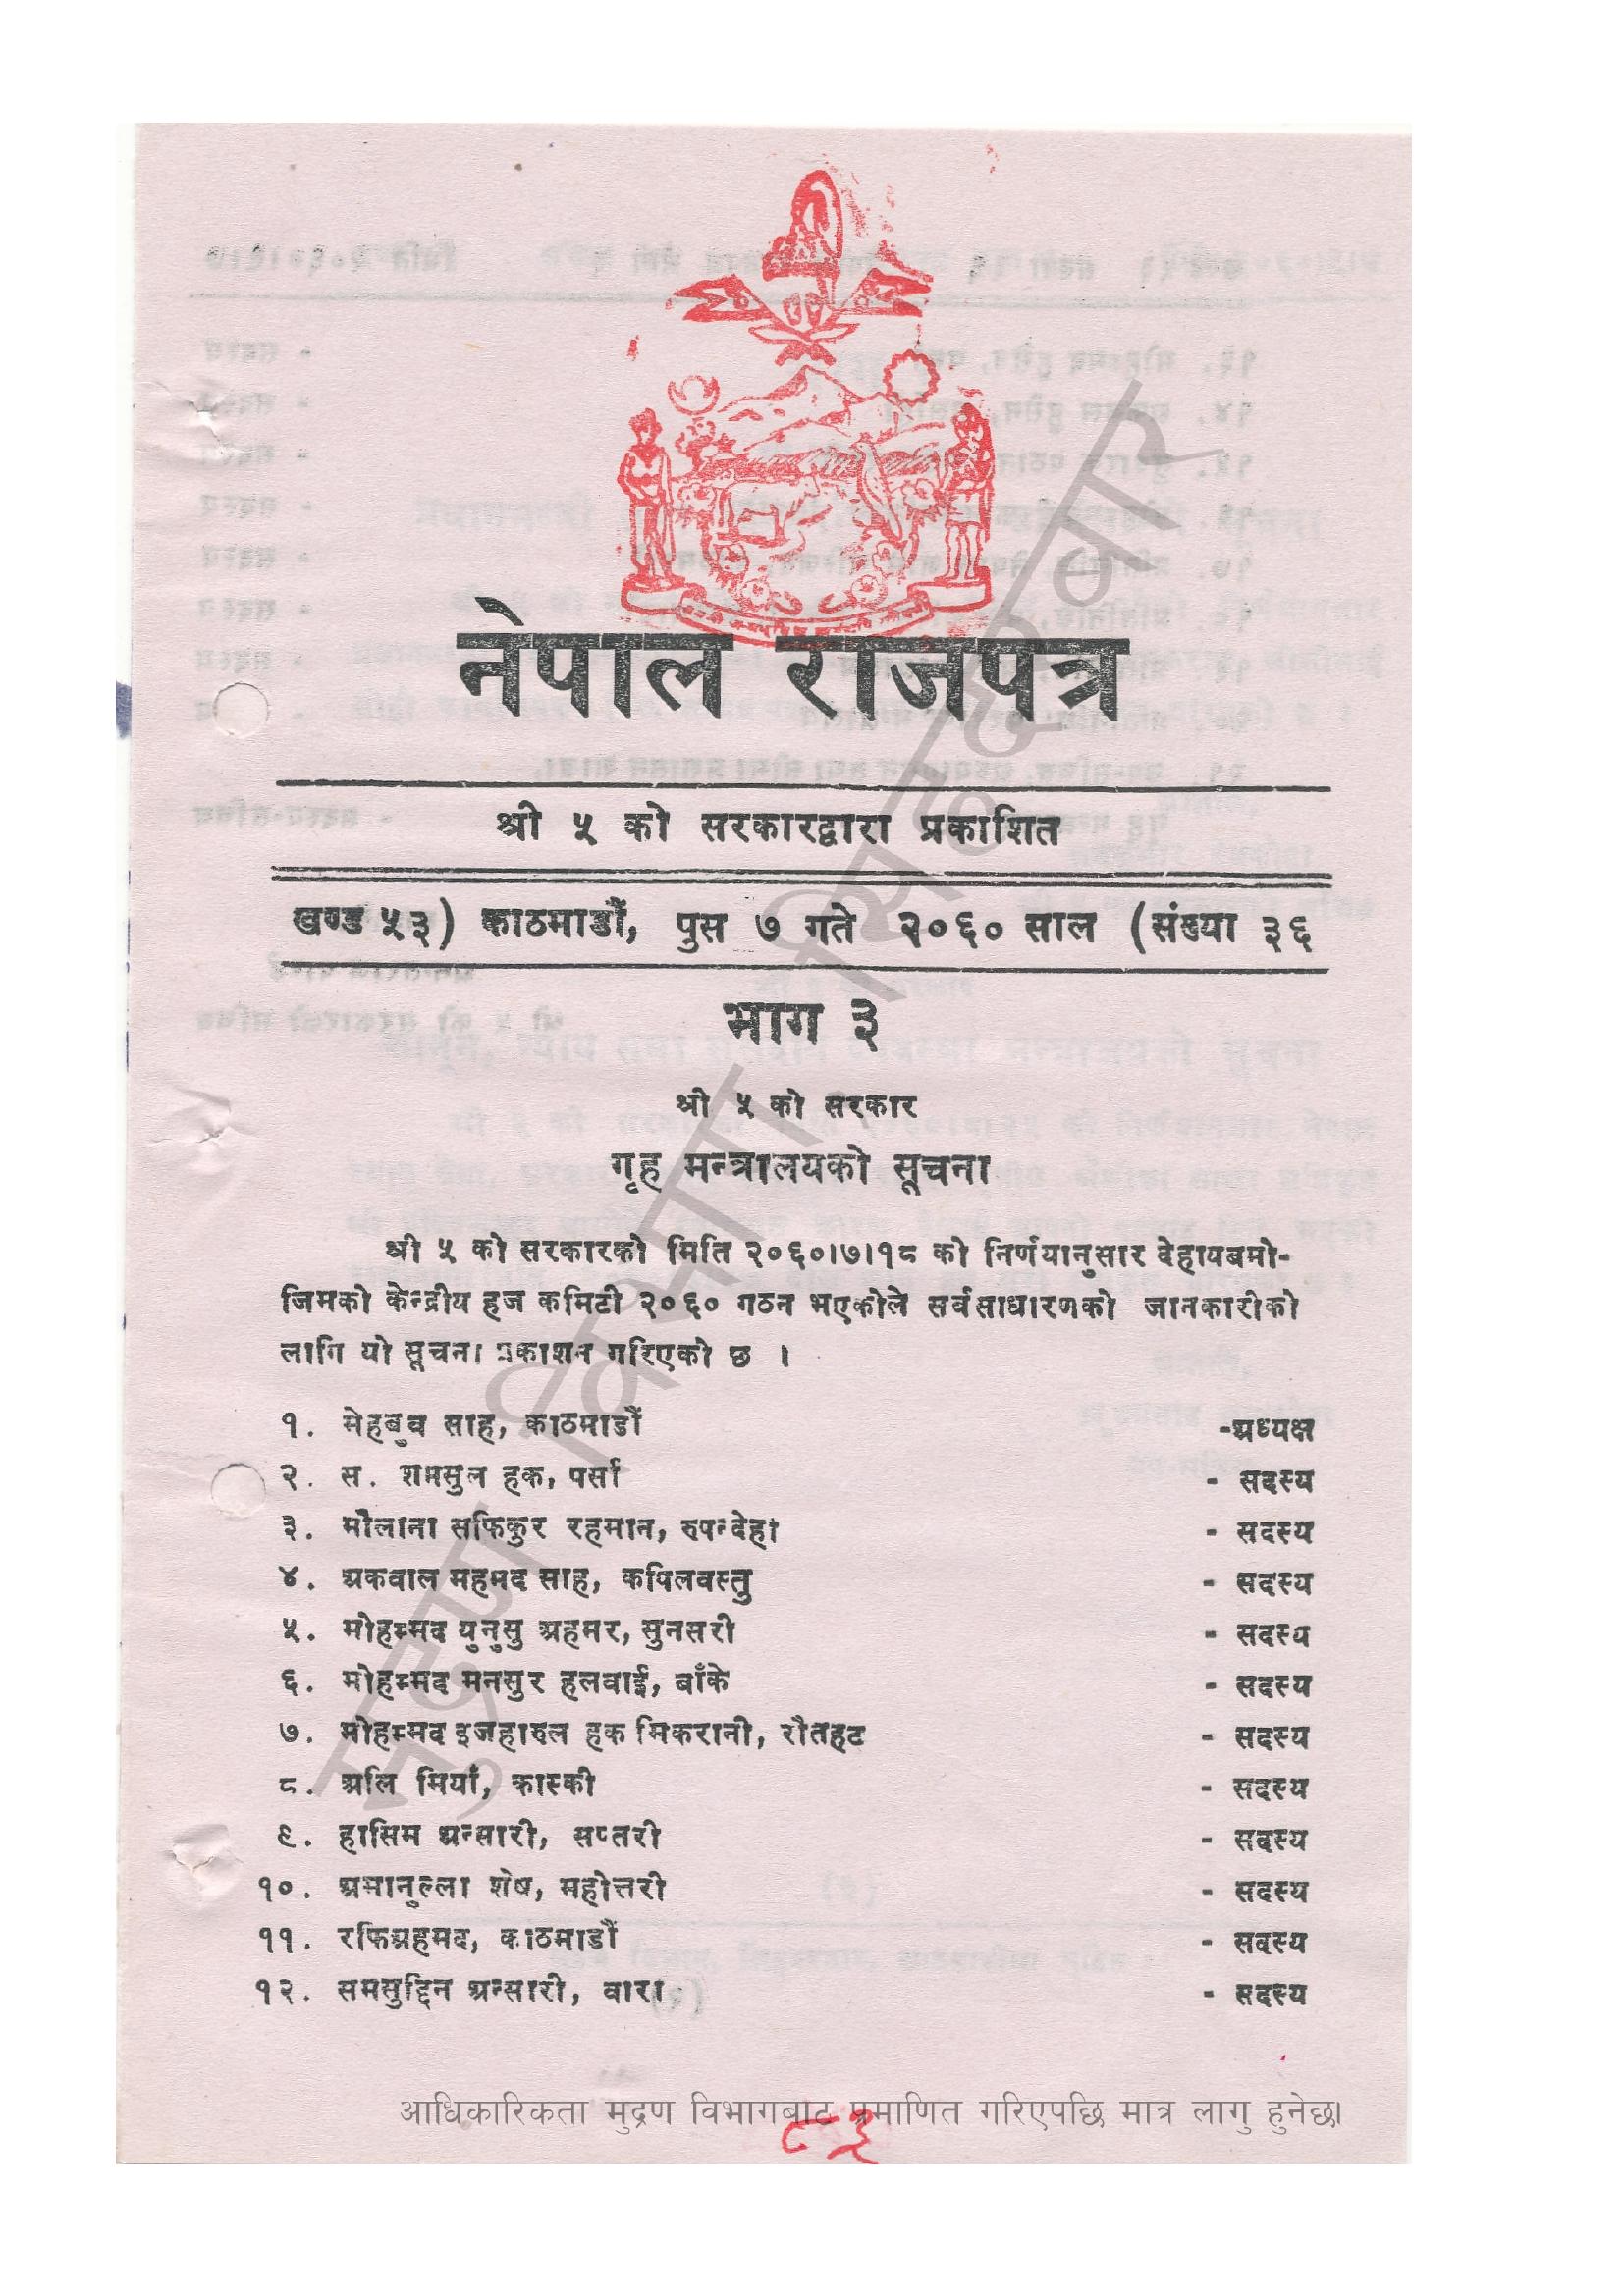 नेपाल राजपत्र
श्री ५ को सरकारद्वारा प्रकाशित
खण्ड ५३) काठमाडौं, पुस ७ गते २०६० साल (संख्या ३६
भाग ३
श्री ५ को सरकार
गृह मन्त्रालयको सूचना
श्री ५ को सरकारको मिति २०६०।७।१८ को निर्णयानुसार देहायबमो-
जिमको केन्द्रीय हज कमिटी २०६० गठन भएकोले सर्वसाधारणको जानकारीको
लागि यो सूचना प्रकाशन गरिएको छ ।
१. मेहबुव साह, काठमाडौं -अध्यक्ष
२. स. शमसुल हक, पर्सा - सदस्य
३. मौलाना सफिकुर रहमान, रुपन्देही - सदस्य
४. अकवाल महमद साह, कपिलवस्तु - सदस्य
५. मोहम्मद युनुसु अहमर, सुनसरी - सदस्य
६. मोहम्मद मनसुर हलवाई, बाँके - सदस्य
७. मोहम्मद इजहारुल हक मिकरानी, रौतहट - सदस्य
८. अलि मियाँ, कास्की - सदस्य
९. हासिम अन्सारी, सप्तरी - सदस्य
१०. अमानुल्ला शेष, महोत्तरी - सदस्य
११. रफिअहमद, काठमाडौं - सदस्य
१२. समसुद्दिन अन्सारी, वारा - सदस्य
मुद्रण विभाग सिंहदरबार
आधिकारिकता मुद्रण विभागबाट प्रमाणित गरिएपछि मात्र लागु हुनेछ।
८३